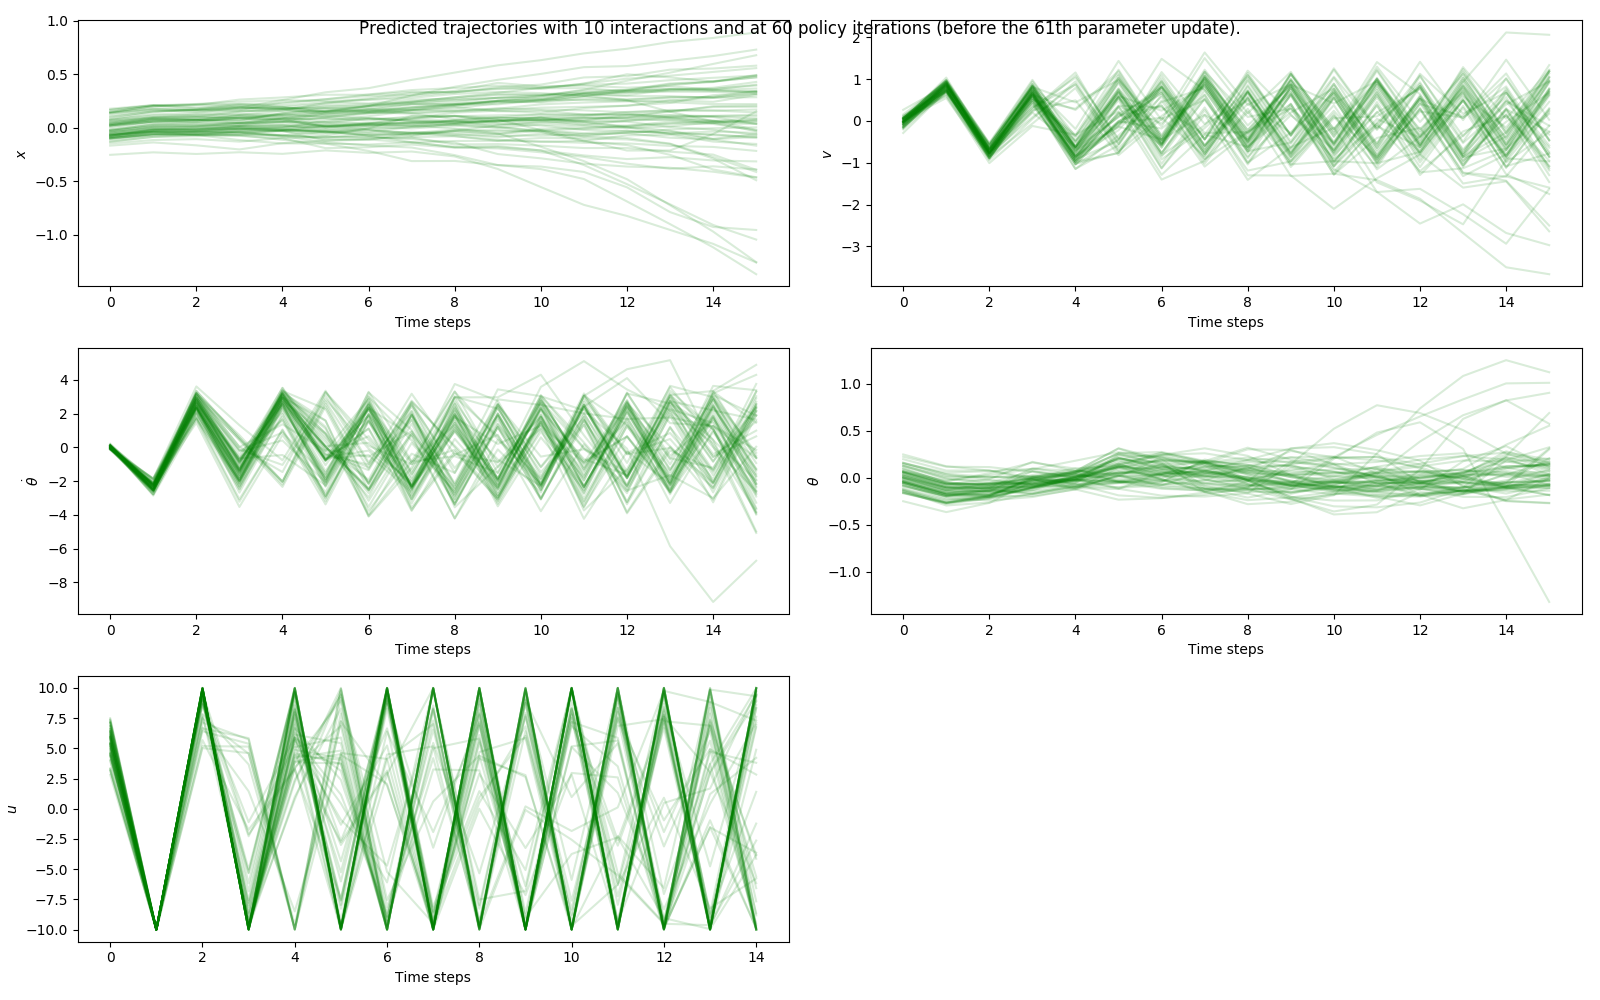 Predicted trajectories with 10 interactions and at 60 policy iterations (before the 61th parameter update).
1.0
0.5
0.0
−0.5
−1.0
x
0 2 4 6 8 10 12 14
Time steps
2
1
0
−1
−2
−3
v
0 2 4 6 8 10 12 14
Time steps
4
2
0
−2
−4
−6
−8
θ̇
0 2 4 6 8 10 12 14
Time steps
1.0
0.5
0.0
−0.5
−1.0
θ
0 2 4 6 8 10 12 14
Time steps
10.0
7.5
5.0
2.5
0.0
−2.5
−5.0
−7.5
−10.0
u
0 2 4 6 8 10 12 14
Time steps